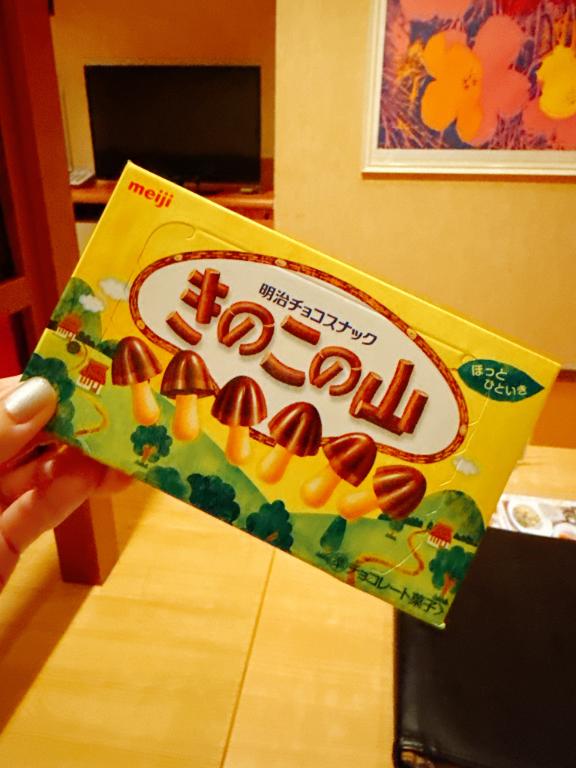 meiji
明治チョコスナック
きのこの山
ほっと
ひといき
チョコレート菓子